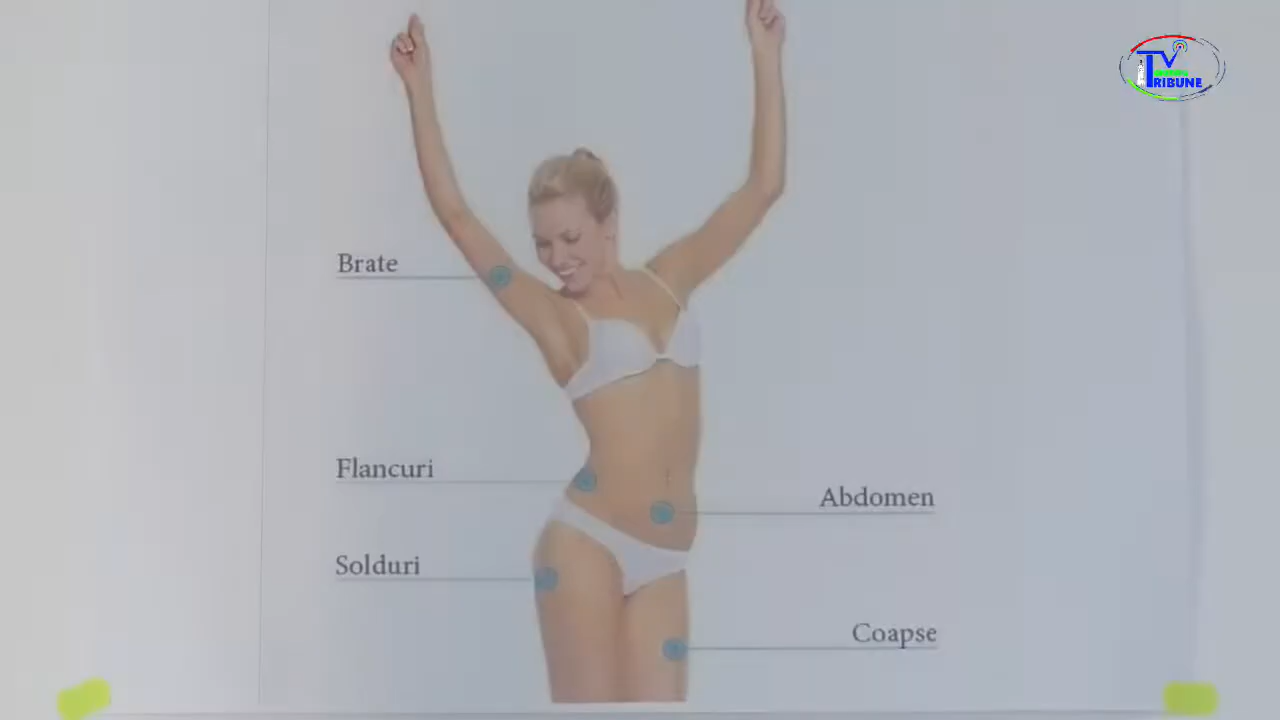 TV
TRIBUNE
Brate
Flancuri
Abdomen
Solduri
Coapse